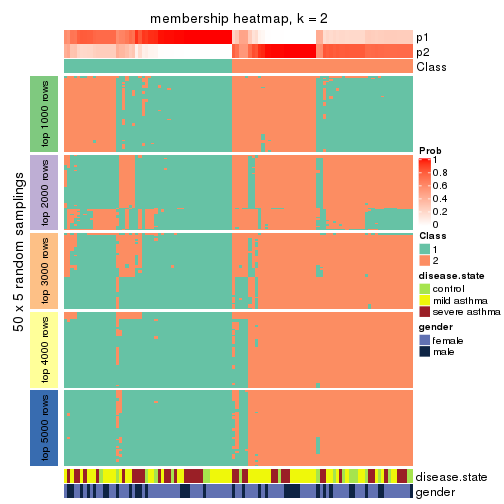 membership heatmap, k = 2
p1
p2
Class
50 x 5 random samplings
top 1000 rows
top 2000 rows
top 3000 rows
top 4000 rows
top 5000 rows
Prob
1
0.8
0.6
0.4
0.2
0
Class
1
2
disease.state
control
mild asthma
severe asthma
gender
female
male
disease.state
gender